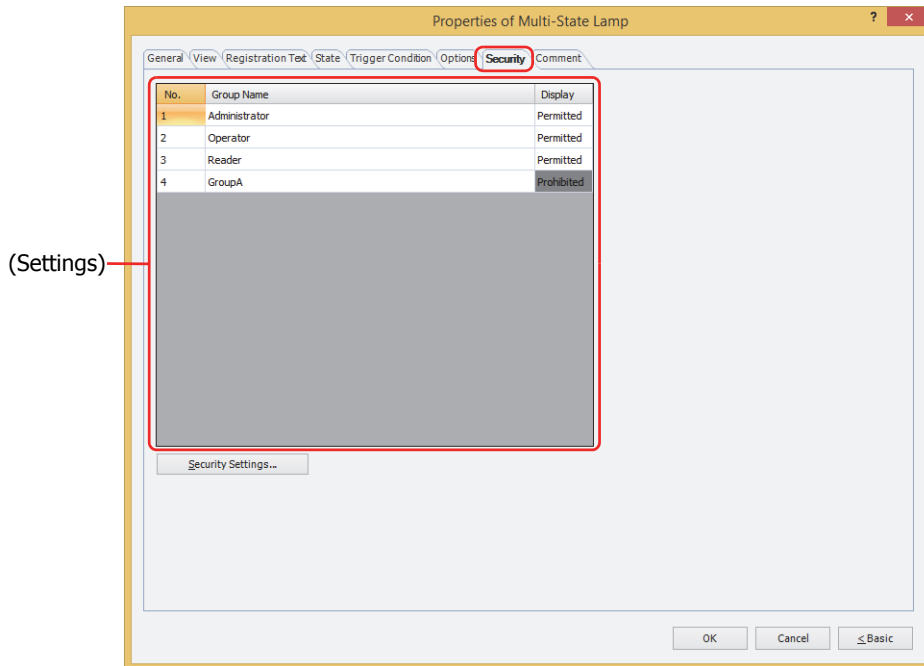 Properties of Multi-State Lamp ? ×
General View Registration Text State Trigger Condition Options Security Comment
No. Group Name Display
1 Administrator Permitted
2 Operator Permitted
3 Reader Permitted
4 GroupA Prohibited
(Settings)
Security Settings...
OK Cancel < Basic